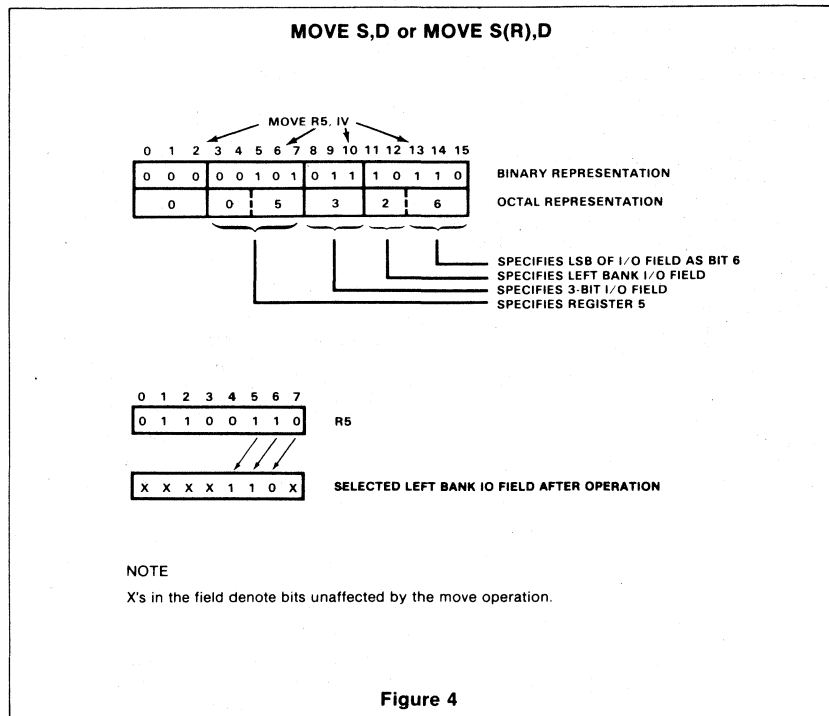 MOVE S,D or MOVE S(R),D
MOVE R5, IV
0 1 2 3 4 5 6 7 8 9 10 11 12 13 14 15
0 0 0 0 0 1 0 1 0 1 1 1 0 1 1 0 BINARY REPRESENTATION
0 0 5 3 2 6 OCTAL REPRESENTATION
SPECIFIES LSB OF I/O FIELD AS BIT 6
SPECIFIES LEFT BANK I/O FIELD
SPECIFIES 3-BIT I/O FIELD
SPECIFIES REGISTER 5
0 1 2 3 4 5 6 7
0 1 1 0 0 1 1 0 R5
X X X X 1 1 0 X SELECTED LEFT BANK IO FIELD AFTER OPERATION
NOTE
X's in the field denote bits unaffected by the move operation.
Figure 4